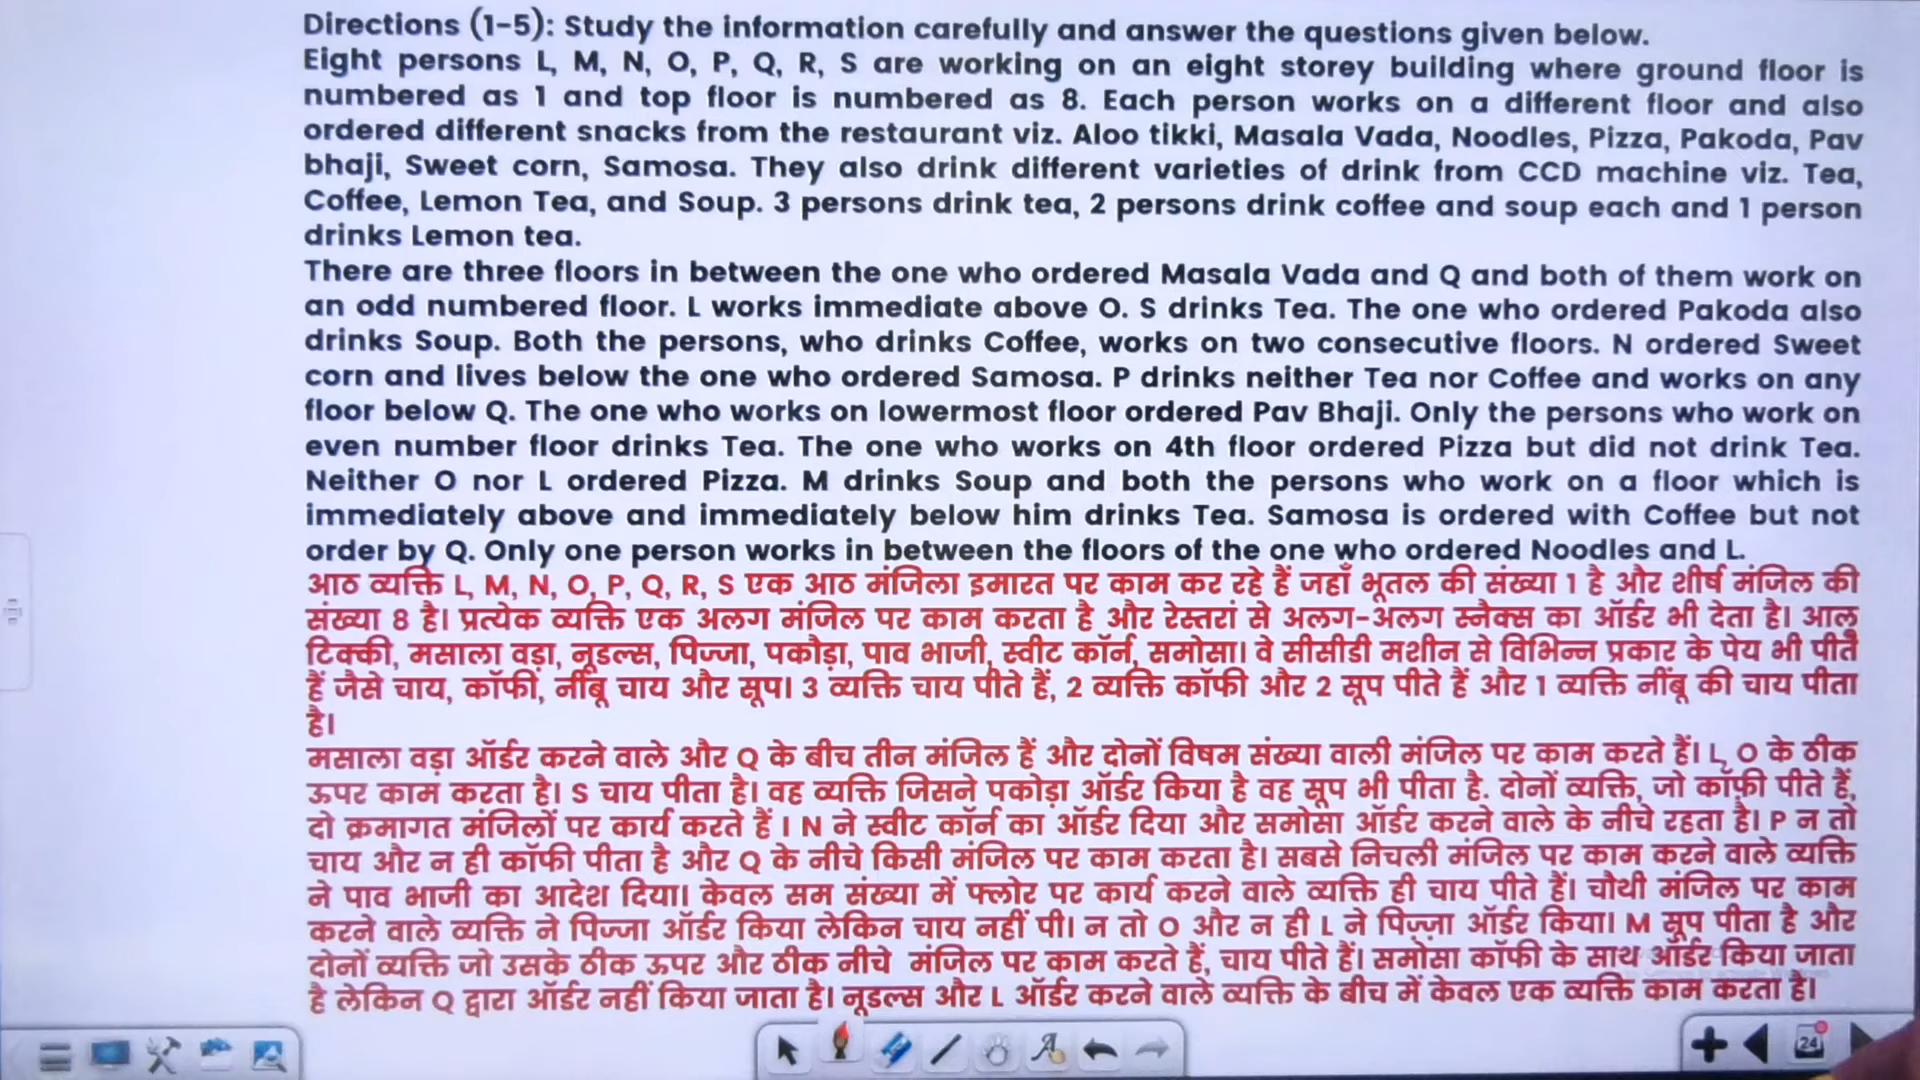 Directions (1-5): Study the information carefully and answer the questions given below.
Eight persons L, M, N, O, P, Q, R, S are working on an eight storey building where ground floor is
numbered as 1 and top floor is numbered as 8. Each person works on a different floor and also
ordered different snacks from the restaurant viz. Aloo tikki, Masala Vada, Noodles, Pizza, Pakoda, Pav
bhaji, Sweet corn, Samosa. They also drink different varieties of drink from CCD machine viz. Tea,
Coffee, Lemon Tea, and Soup. 3 persons drink tea, 2 persons drink coffee and soup each and 1 person
drinks Lemon tea.
There are three floors in between the one who ordered Masala Vada and Q and both of them work on
an odd numbered floor. L works immediate above O. S drinks Tea. The one who ordered Pakoda also
drinks Soup. Both the persons, who drinks Coffee, works on two consecutive floors. N ordered Sweet
corn and lives below the one who ordered Samosa. P drinks neither Tea nor Coffee and works on any
floor below Q. The one who works on lowermost floor ordered Pav Bhaji. Only the persons who work on
even number floor drinks Tea. The one who works on 4th floor ordered Pizza but did not drink Tea.
Neither O nor L ordered Pizza. M drinks Soup and both the persons who work on a floor which is
immediately above and immediately below him drinks Tea. Samosa is ordered with Coffee but not
order by Q. Only one person works in between the floors of the one who ordered Noodles and L.
आठ व्यक्ति L, M, N, O, P, Q, R, S एक आठ मंजिला इमारत पर काम कर रहे हैं जहाँ भूतल की संख्या 1 है और शीर्ष मंजिल की
संख्या 8 है। प्रत्येक व्यक्ति एक अलग मंजिल पर काम करता है और रेस्तरां से अलग-अलग स्नैक्स का ऑर्डर भी देता है। आलू
टिक्की, मसाला वड़ा, नूडल्स, पिज्जा, पकौड़ा, पाव भाजी, स्वीट कॉर्न, समोसा। वे सीसीडी मशीन से विभिन्न प्रकार के पेय भी पीते
हैं जैसे चाय, कॉफी, नींबू चाय और सूप। 3 व्यक्ति चाय पीते हैं, 2 व्यक्ति कॉफी और 2 सूप पीते हैं और 1 व्यक्ति नींबू की चाय पीता
है।
मसाला वड़ा ऑर्डर करने वाले और Q के बीच तीन मंजिल हैं और दोनों विषम संख्या वाली मंजिल पर काम करते हैं। L, O के ठीक
ऊपर काम करता है। S चाय पीता है। वह व्यक्ति जिसने पकोड़ा ऑर्डर किया है वह सूप भी पीता है. दोनों व्यक्ति, जो कॉफ़ी पीते हैं,
दो क्रमागत मंजिलों पर कार्य करते हैं । N ने स्वीट कॉर्न का ऑर्डर दिया और समोसा ऑर्डर करने वाले के नीचे रहता है। P न तो
चाय और न ही कॉफी पीता है और Q के नीचे किसी मंजिल पर काम करता है। सबसे निचली मंजिल पर काम करने वाले व्यक्ति
ने पाव भाजी का आदेश दिया। केवल सम संख्या में फ्लोर पर कार्य करने वाले व्यक्ति ही चाय पीते हैं। चौथी मंजिल पर काम
करने वाले व्यक्ति ने पिज्जा ऑर्डर किया लेकिन चाय नहीं पी। न तो O और न ही L ने पिज्जा ऑर्डर किया। M सूप पीता है और
दोनों व्यक्ति जो उसके ठीक ऊपर और ठीक नीचे मंजिल पर काम करते हैं, चाय पीते हैं। समोसा कॉफी के साथ ऑर्डर किया जाता
है लेकिन Q द्वारा ऑर्डर नहीं किया जाता है। नूडल्स और L ऑर्डर करने वाले व्यक्ति के बीच में केवल एक व्यक्ति काम करता है।
24